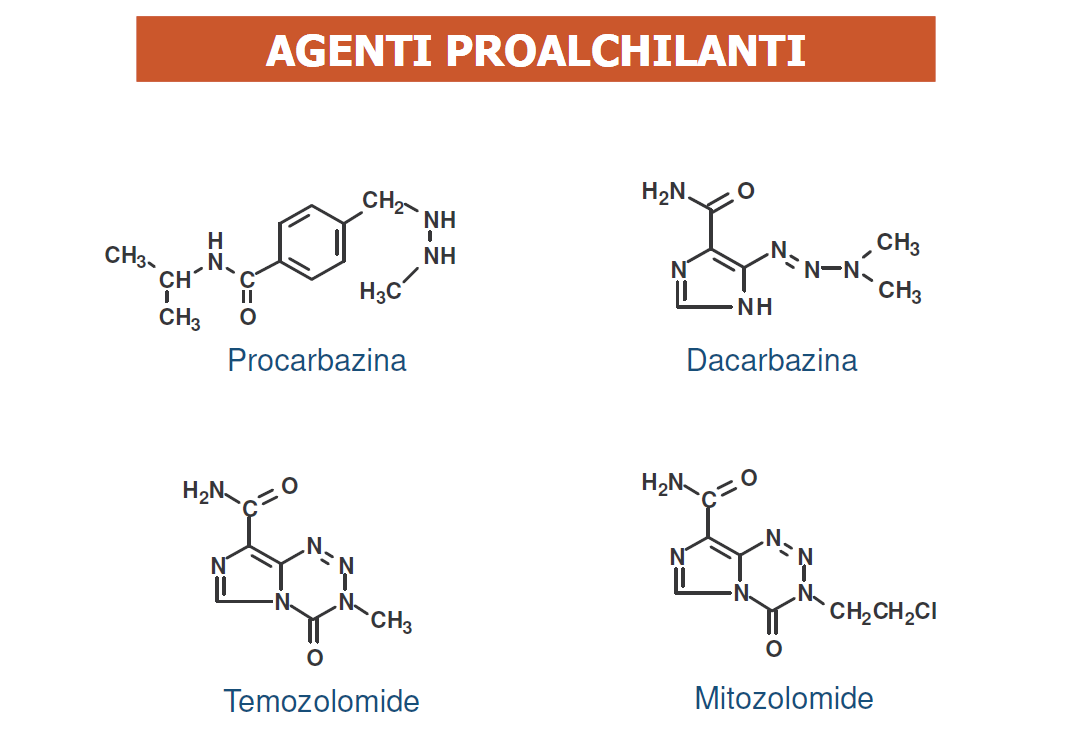 AGENTI PROALCHILANTI
CH₃
CH
CH₃
H
N
C
O
CH₂
NH
NH
H₃C
Procarbazina
H₂N
O
N
NH
N
N
N
CH₃
CH₃
Dacarbazina
H₂N
C
O
N
N
N
N
N
CH₃
O
Temozolomide
H₂N
C
O
N
N
N
N
N
CH₂CH₂Cl
O
Mitozolomide